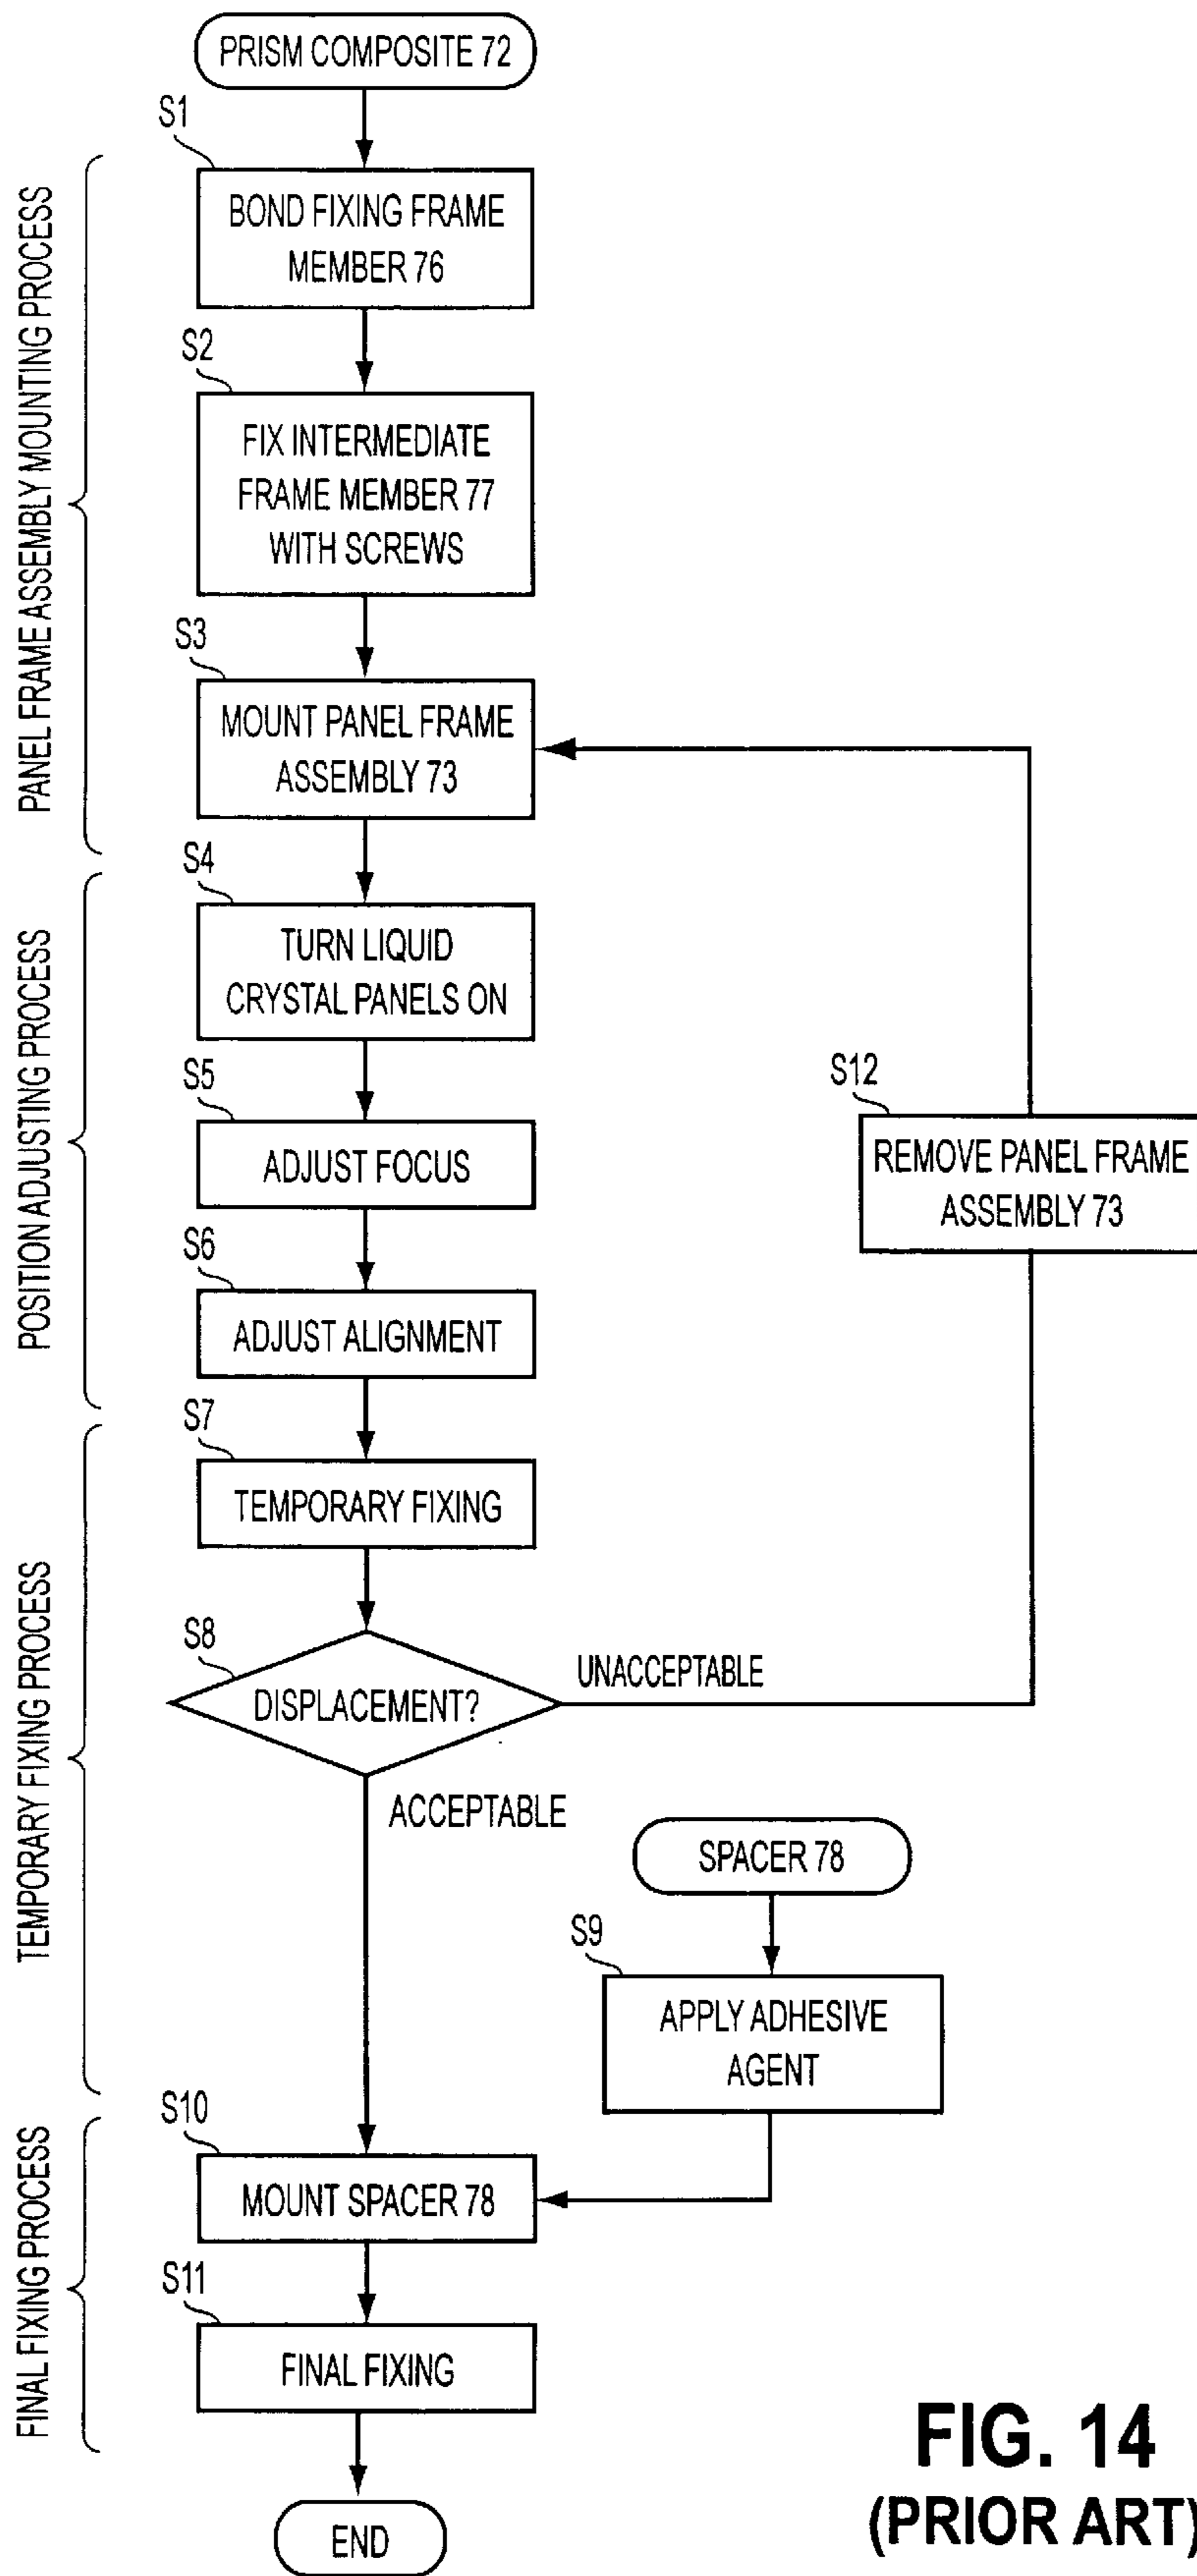 PRISM COMPOSITE 72
S1
BOND FIXING FRAME
MEMBER 76
S2
FIX INTERMEDIATE
FRAME MEMBER 77
WITH SCREWS
S3
MOUNT PANEL FRAME
ASSEMBLY 73
PANEL FRAME ASSEMBLY MOUNTING PROCESS
S4
TURN LIQUID
CRYSTAL PANELS ON
S5
ADJUST FOCUS
S6
ADJUST ALIGNMENT
POSITION ADJUSTING PROCESS
S12
REMOVE PANEL FRAME
ASSEMBLY 73
S7
TEMPORARY FIXING
S8
DISPLACEMENT?
UNACCEPTABLE
ACCEPTABLE
TEMPORARY FIXING PROCESS
SPACER 78
S9
APPLY ADHESIVE
AGENT
S10
MOUNT SPACER 78
S11
FINAL FIXING
FINAL FIXING PROCESS
END
FIG. 14
(PRIOR ART)